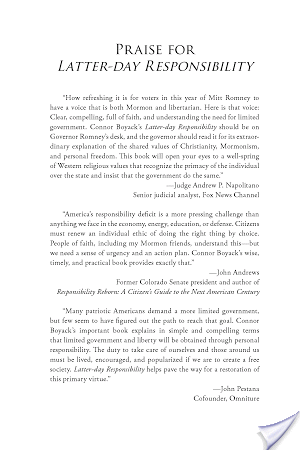 PRAISE FOR
LATTER-DAY RESPONSIBILITY
“How refreshing it is for voters in this year of Mitt Romney to
have a voice that is both Mormon and libertarian. Here is that voice:
Clear, compelling, full of faith, and understanding the need for limited
government. Connor Boyack’s Latter-day Responsibility should be on
Governor Romney’s desk, and the governor should read it for its extraor-
dinary explanation of the shared values of Christianity, Mormonism,
and personal freedom. This book will open your eyes to a well-spring
of Western religious values that recognize the primacy of the individual
over the state and insist that the government do the same.”
—Judge Andrew P. Napolitano
Senior judicial analyst, Fox News Channel
“America’s responsibility deficit is a more pressing challenge than
anything we face in the economy, energy, education, or defense. Citizens
must renew an individual ethic of doing the right thing by choice.
People of faith, including my Mormon friends, understand this—but
we need a sense of urgency and an action plan. Connor Boyack’s wise,
timely, and practical book provides exactly that.”
—John Andrews
Former Colorado Senate president and author of
Responsibility Reborn: A Citizen’s Guide to the Next American Century
“Many patriotic Americans demand a more limited government,
but few seem to have figured out the path to reach that goal. Connor
Boyack’s important book explains in simple and compelling terms
that limited government and liberty will be obtained through personal
responsibility. The duty to take care of ourselves and those around us
must be lived, encouraged, and popularized if we are to create a free
society. Latter-day Responsibility helps pave the way for a restoration of
this primary virtue.”
—John Pestana
Cofounder, Omniture